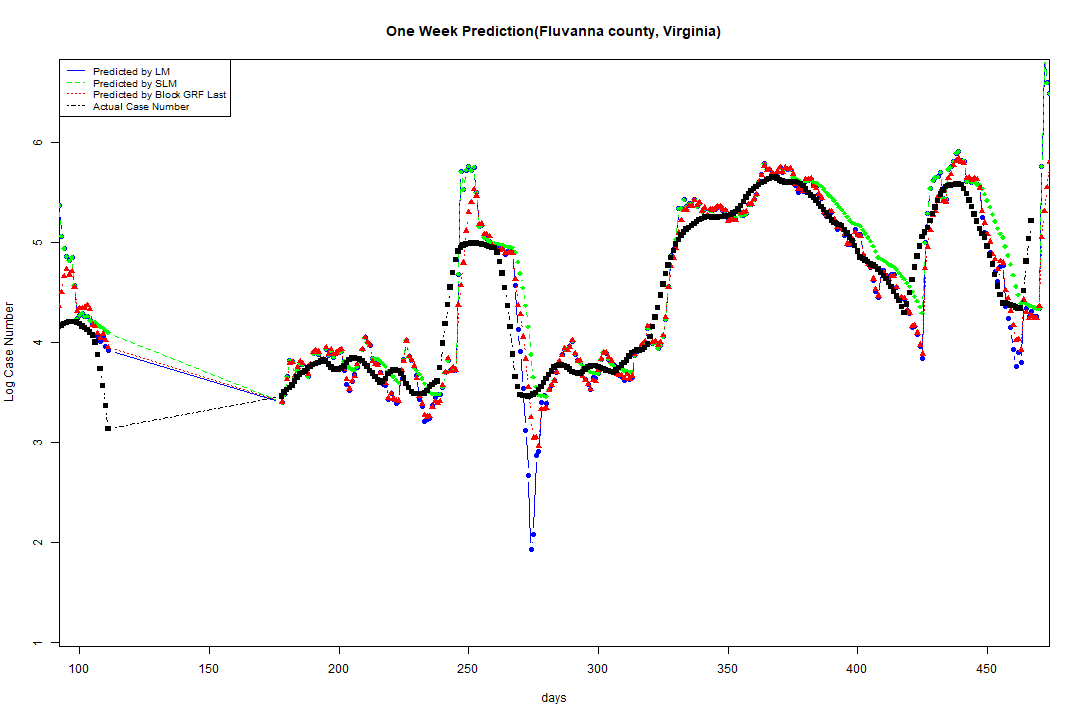 One Week Prediction(Fluvanna county, Virginia)
Predicted by LM
Predicted by SLM
Predicted by Block GRF Last
Actual Case Number
Log Case Number
6
5
4
3
2
1
100 150 200 250 300 350 400 450
days